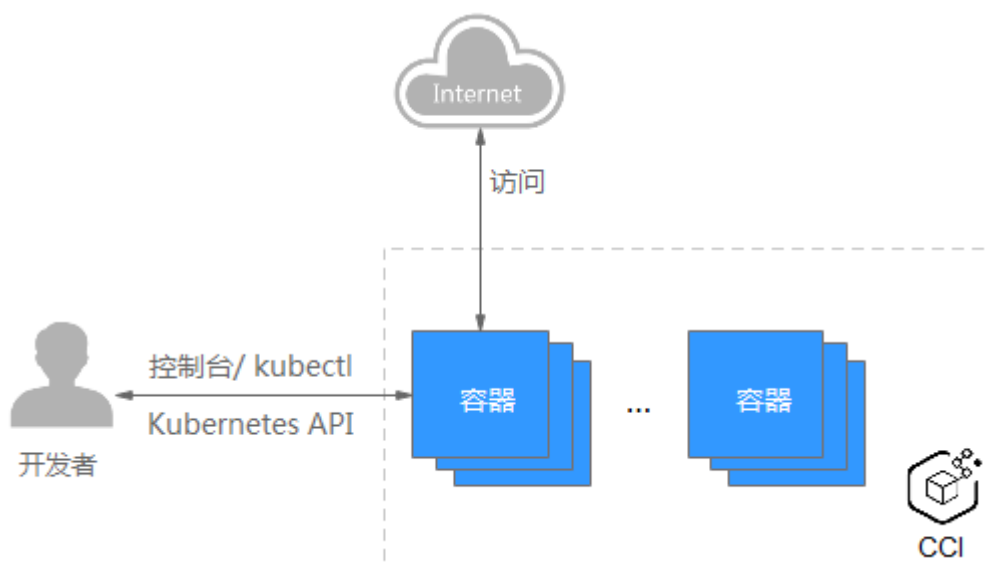 Internet
访问
控制台/ kubectl
Kubernetes API
开发者
容器
...
容器
CCI